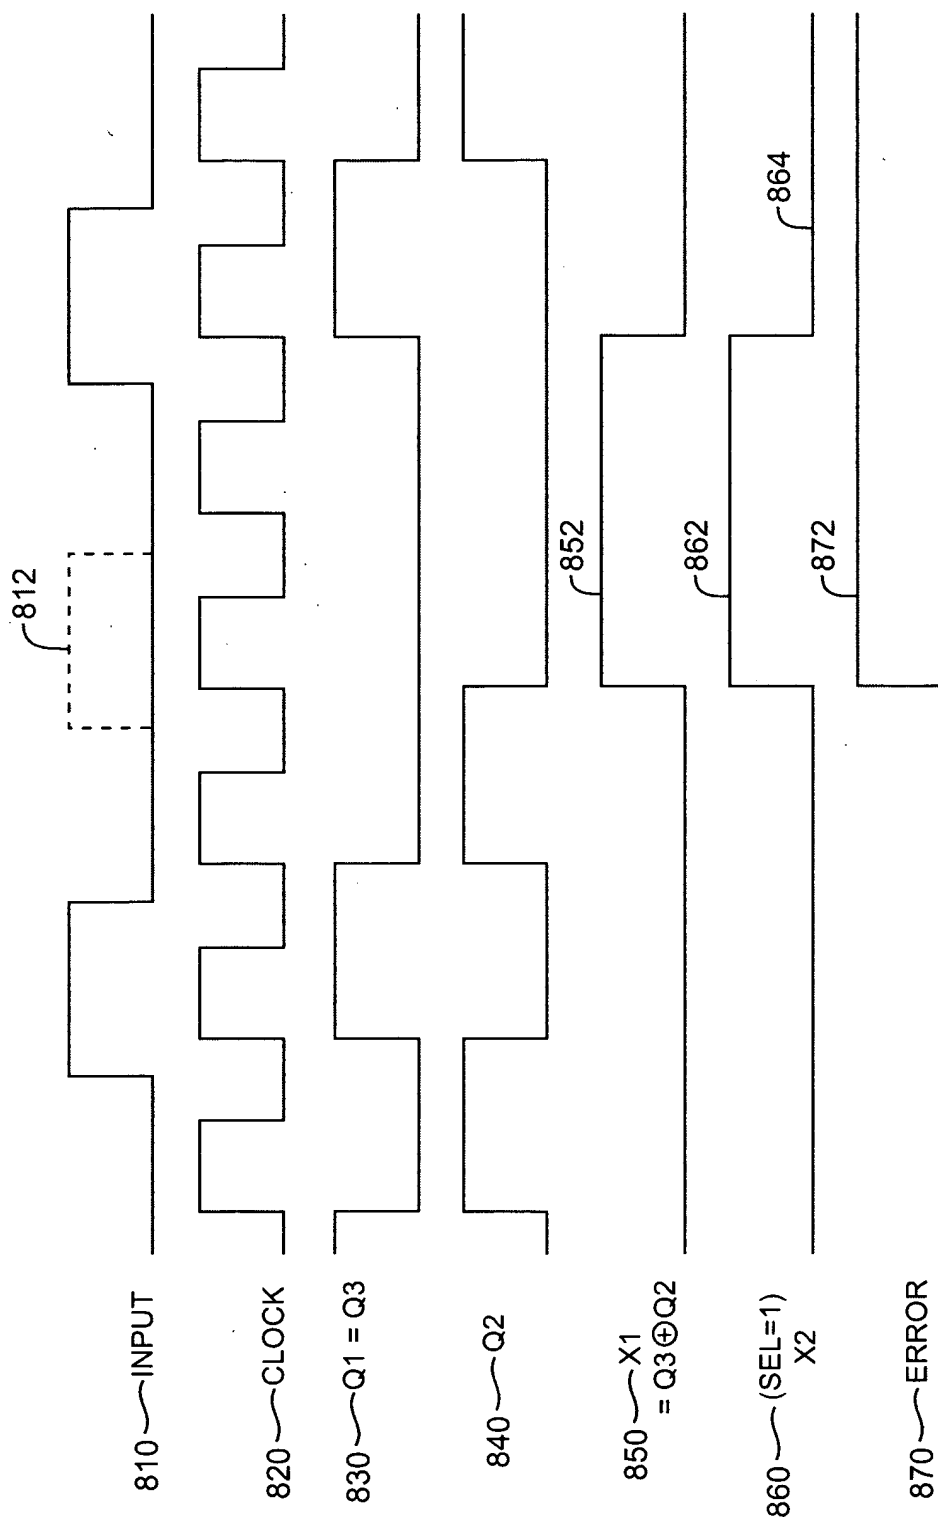 812
810 INPUT
820 CLOCK
830 Q1 = Q3
840 Q2
852
850 X1
= Q3⊕Q2
862
864
860 (SEL=1)
X2
872
870 ERROR